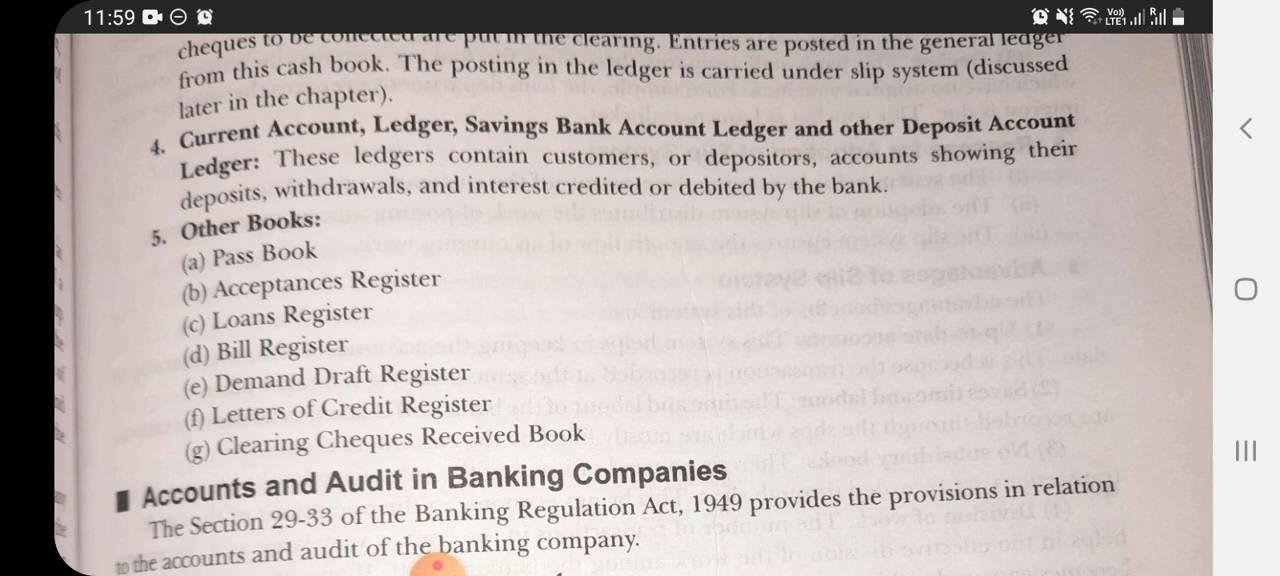 11:59
Vo)) R
LTE1
cheques to be collected are put in the clearing. Entries are posted in the general ledger
from this cash book. The posting in the ledger is carried under slip system (discussed
later in the chapter).
4. Current Account, Ledger, Savings Bank Account Ledger and other Deposit Account
Ledger: These ledgers contain customers, or depositors, accounts showing their
deposits, withdrawals, and interest credited or debited by the bank.
5. Other Books:
(a) Pass Book
(b) Acceptances Register
(c) Loans Register
(d) Bill Register
(e) Demand Draft Register
(f) Letters of Credit Register
(g) Clearing Cheques Received Book
Accounts and Audit in Banking Companies
The Section 29-33 of the Banking Regulation Act, 1949 provides the provisions in relation
to the accounts and audit of the banking company.